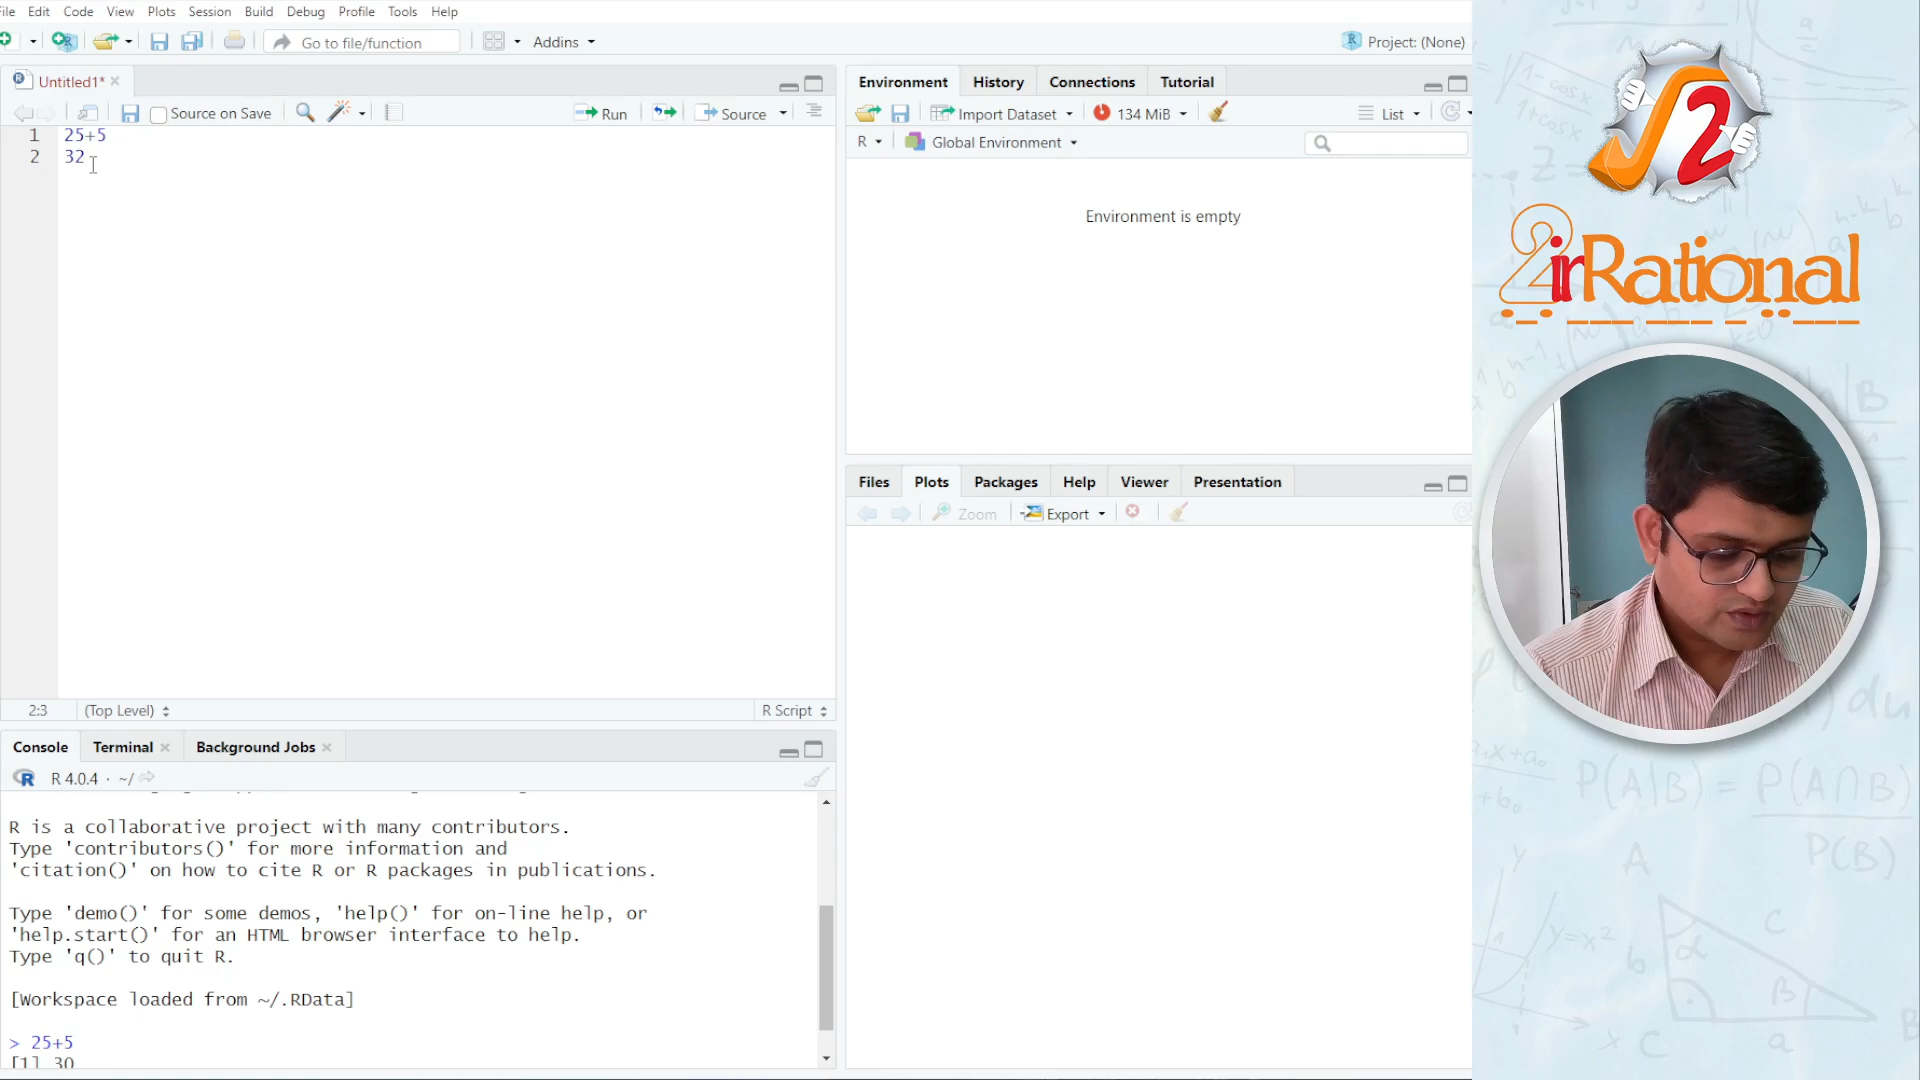 File Edit Code View Plots Session Build Debug Profile Tools Help
Go to file/function Addins Project: (None)
Untitled1*
Source on Save Run Source
1 25+5
2 32
2:3 (Top Level) R Script
Console Terminal Background Jobs
R 4.0.4 · ~/
R is a collaborative project with many contributors.
Type 'contributors()' for more information and
'citation()' on how to cite R or R packages in publications.
Type 'demo()' for some demos, 'help()' for on-line help, or
'help.start()' for an HTML browser interface to help.
Type 'q()' to quit R.
[Workspace loaded from ~/.RData]
> 25+5
[1] 30
Environment History Connections Tutorial
Import Dataset 134 MiB List
R Global Environment
Environment is empty
Files Plots Packages Help Viewer Presentation
Zoom Export
√2
2irRational
P(A|B) = P(A∩B)
P(B)
y=x²
A
C
b
α
B
C
a